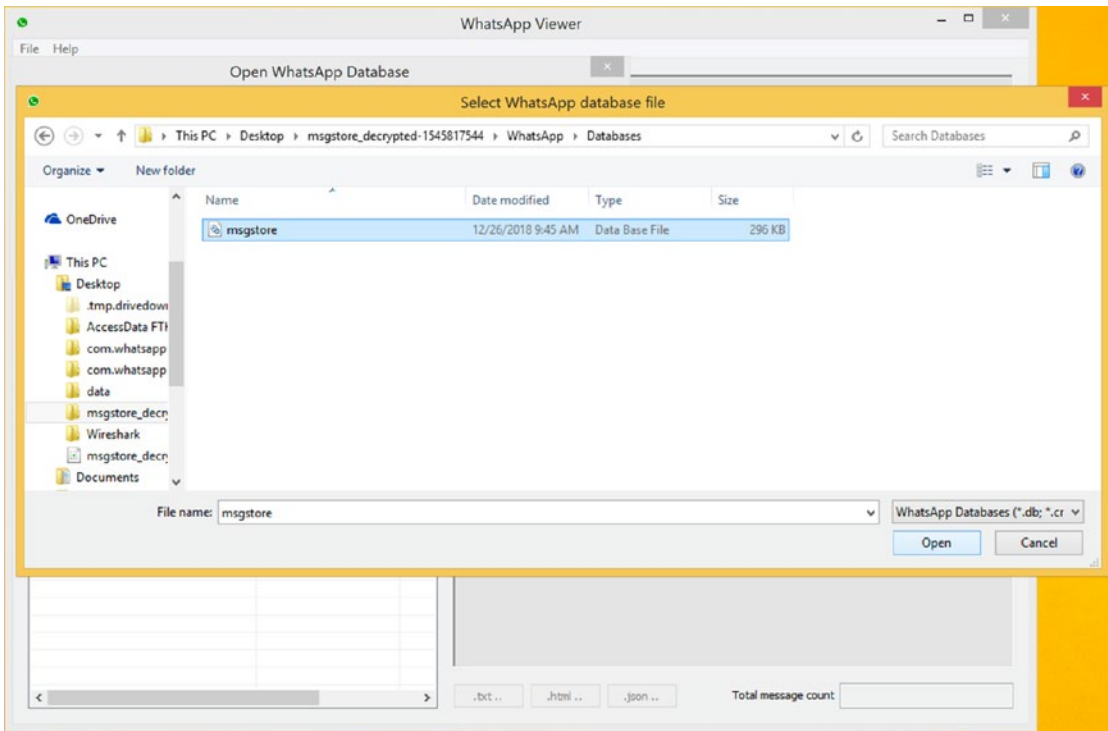 WhatsApp Viewer
File Help
Open WhatsApp Database
Select WhatsApp database file
This PC Desktop msgstore_decrypted-1545817544 WhatsApp Databases
Search Databases
Organize New folder
Name Date modified Type Size
msgstore 12/26/2018 9:45 AM Data Base File 296 KB
OneDrive
This PC
Desktop
.tmp.drivedown
AccessData FTK
com.whatsapp
com.whatsapp
data
msgstore_decry
Wireshark
msgstore_decry
Documents
File name: msgstore
WhatsApp Databases (*.db; *.cr
Open Cancel
.txt .. .html .. .json .. Total message count